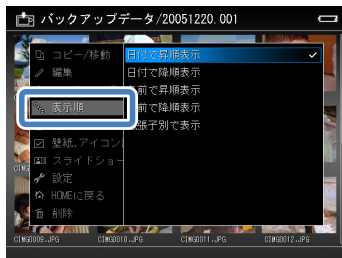 バックアップデータ/20051220.001
コピー/移動
日付で昇順表示
編集
日付で降順表示
前で昇順表示
表示順
前で降順表示
張子別で表示
壁紙.アイコン
スライドショー
設定
HOMEに戻る
削除
CIMG0009.JPG
CIMG0010.JPG
CIMG0011.JPG
CIMG0012.JPG